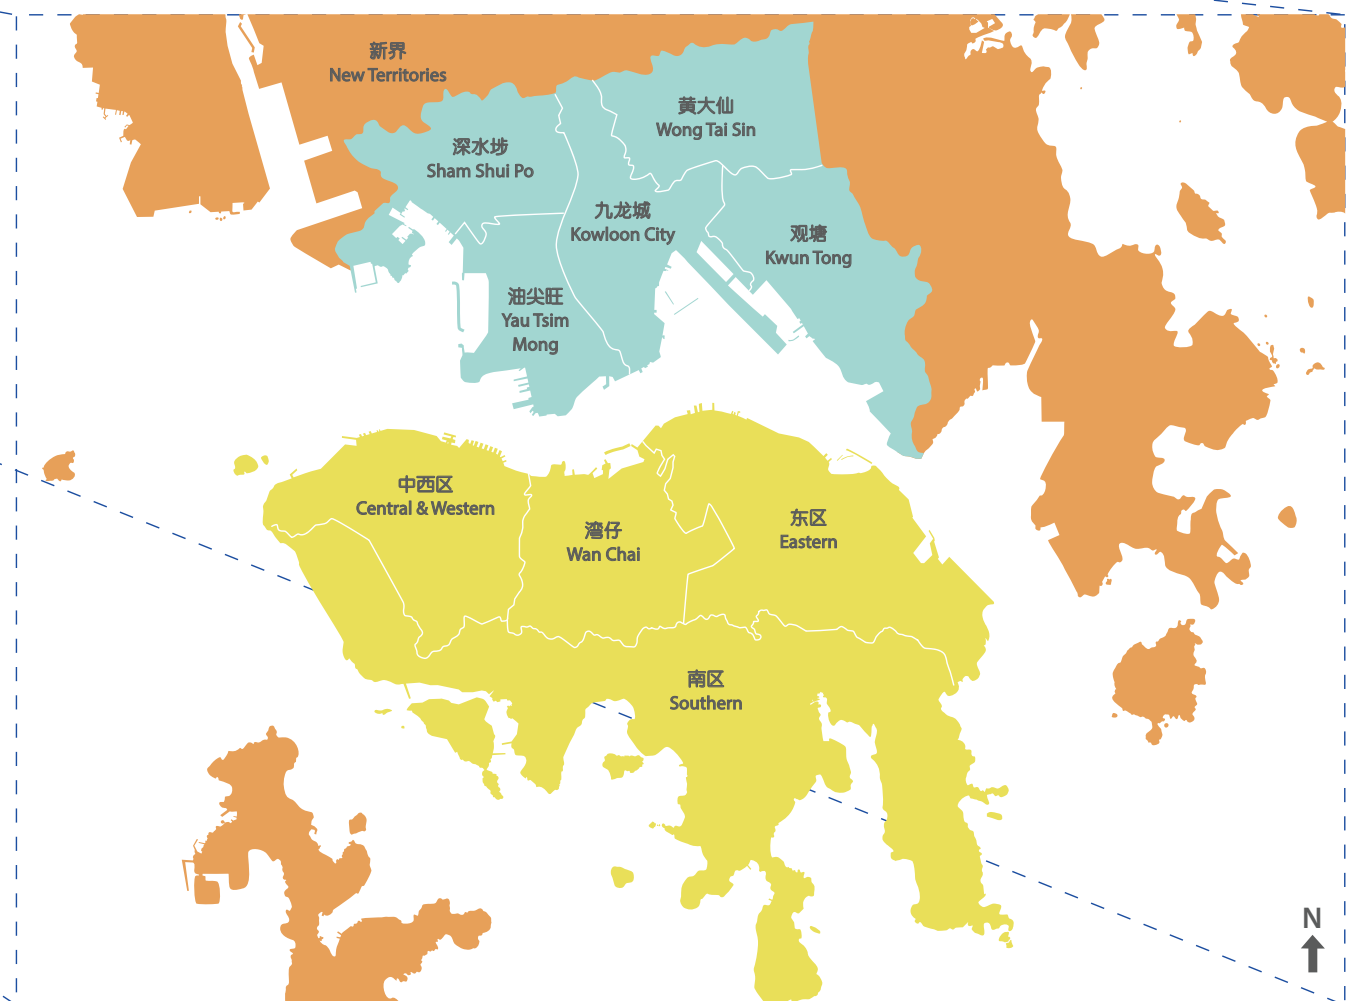 新界
New Territories
黄大仙
Wong Tai Sin
深水埗
Sham Shui Po
九龙城
Kowloon City
观塘
Kwun Tong
油尖旺
Yau Tsim
Mong
中西区
Central & Western
湾仔
Wan Chai
东区
Eastern
南区
Southern
N